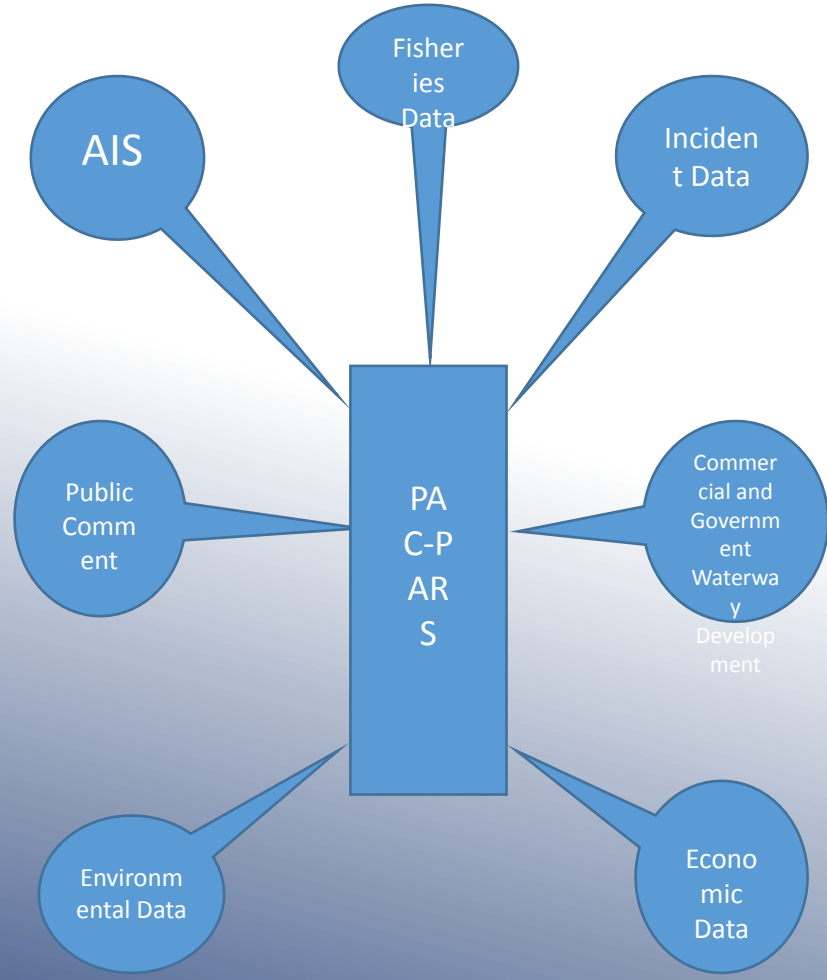 Fisher
ies
Data
AIS
Inciden
t Data
Public
Comm
ent
PA
C-P
AR
S
Commer
cial and
Governm
ent
Waterwa
y
Develop
ment
Environm
ental Data
Econo
mic
Data